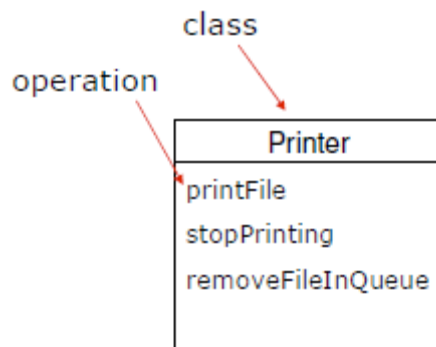 class
operation
Printer
printFile
stopPrinting
removeFileInQueue